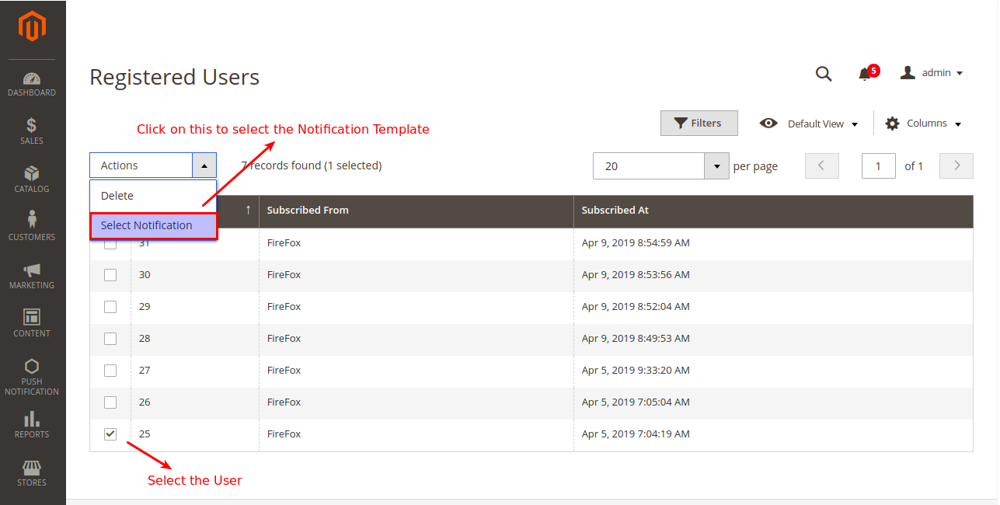 DASHBOARD
SALES
CATALOG
CUSTOMERS
MARKETING
CONTENT
PUSH
NOTIFICATION
REPORTS
STORES
Registered Users
5
admin
Click on this to select the Notification Template
Filters
Default View
Columns
Actions
7 records found (1 selected)
20
per page
1
of 1
Delete
Select Notification
↑ Subscribed From Subscribed At
31 FireFox Apr 9, 2019 8:54:59 AM
30 FireFox Apr 9, 2019 8:53:56 AM
29 FireFox Apr 9, 2019 8:52:04 AM
28 FireFox Apr 9, 2019 8:49:53 AM
27 FireFox Apr 5, 2019 9:33:20 AM
26 FireFox Apr 5, 2019 7:05:04 AM
25 FireFox Apr 5, 2019 7:04:19 AM
Select the User